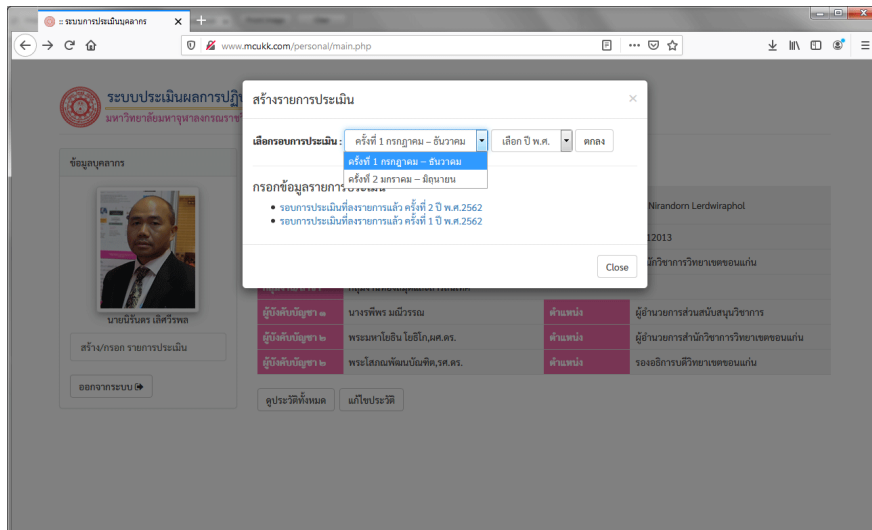 :: ระบบการประเมินบุคลากร
www.mcukk.com/personal/main.php
ระบบประเมินผลการปฏิ
มหาวิทยาลัยมหาจุฬาลงกรณราช
สร้างรายการประเมิน
×
เลือกรอบการประเมิน : ครั้งที่ 1 กรกฎาคม – ธันวาคม เลือก ปี พ.ศ. ตกลง
ครั้งที่ 1 กรกฎาคม – ธันวาคม
ครั้งที่ 2 มกราคม – มิถุนายน
กรอกข้อมูลรายการประเมิน
รอบการประเมินที่ลงรายการแล้ว ครั้งที่ 2 ปี พ.ศ.2562
รอบการประเมินที่ลงรายการแล้ว ครั้งที่ 1 ปี พ.ศ.2562
Close
ข้อมูลบุคลากร
นายนิรันดร เลิศวีรพล
สร้าง/กรอก รายการประเมิน
ออกจากระบบ
Nirandorn Lerdwiraphol
12013
นักวิชาการวิทยาเขตขอนแก่น
ผู้บังคับบัญชา ๑ นางรพีพร มณีวรรณ ตำแหน่ง ผู้อำนวยการส่วนสนับสนุนวิชาการ
ผู้บังคับบัญชา ๒ พระมหาโยธิน โยธิโก,ผศ.ดร. ตำแหน่ง ผู้อำนวยการสำนักวิชาการวิทยาเขตขอนแก่น
ผู้บังคับบัญชา ๒ พระโสภณพัฒนบัณฑิต,รศ.ดร. ตำแหน่ง รองอธิการบดีวิทยาเขตขอนแก่น
ดูประวัติทั้งหมด แก้ไขประวัติ